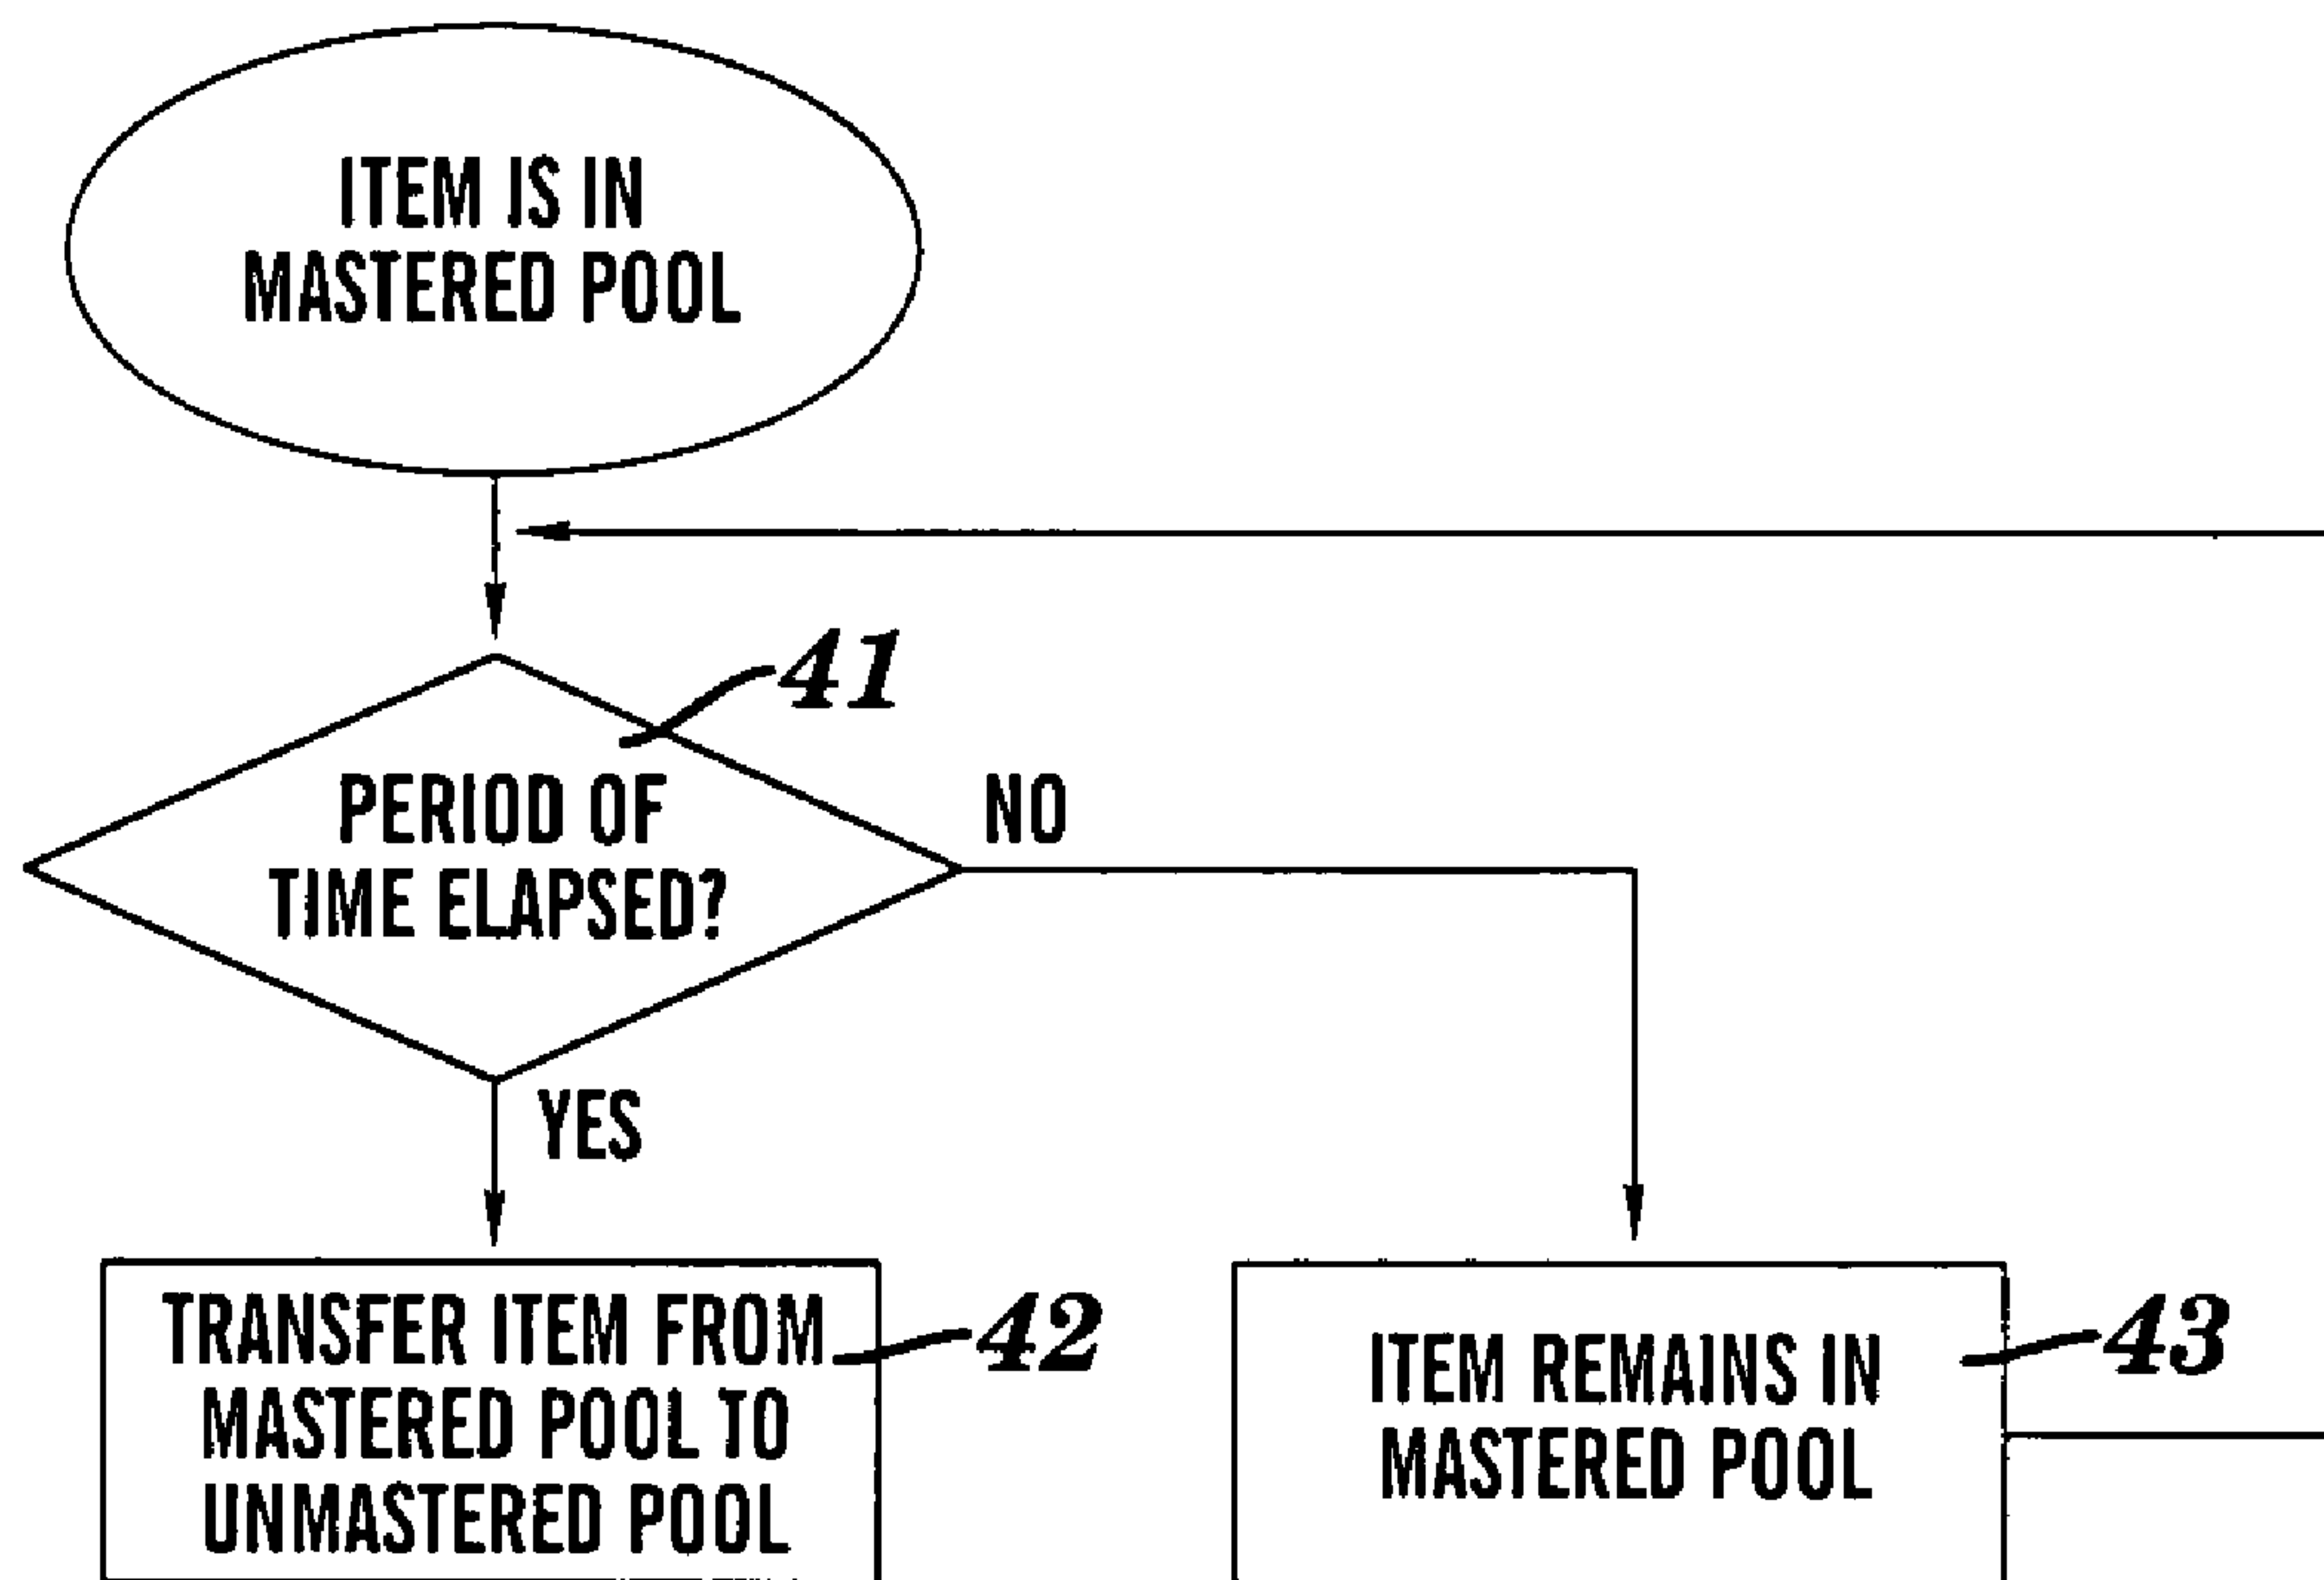 ITEM IS IN
MASTERED POOL
41
PERIOD OF
TIME ELAPSED?
NO
YES
TRANSFER ITEM FROM
MASTERED POOL TO
UNMASTERED POOL
42
ITEM REMAINS IN
MASTERED POOL
43